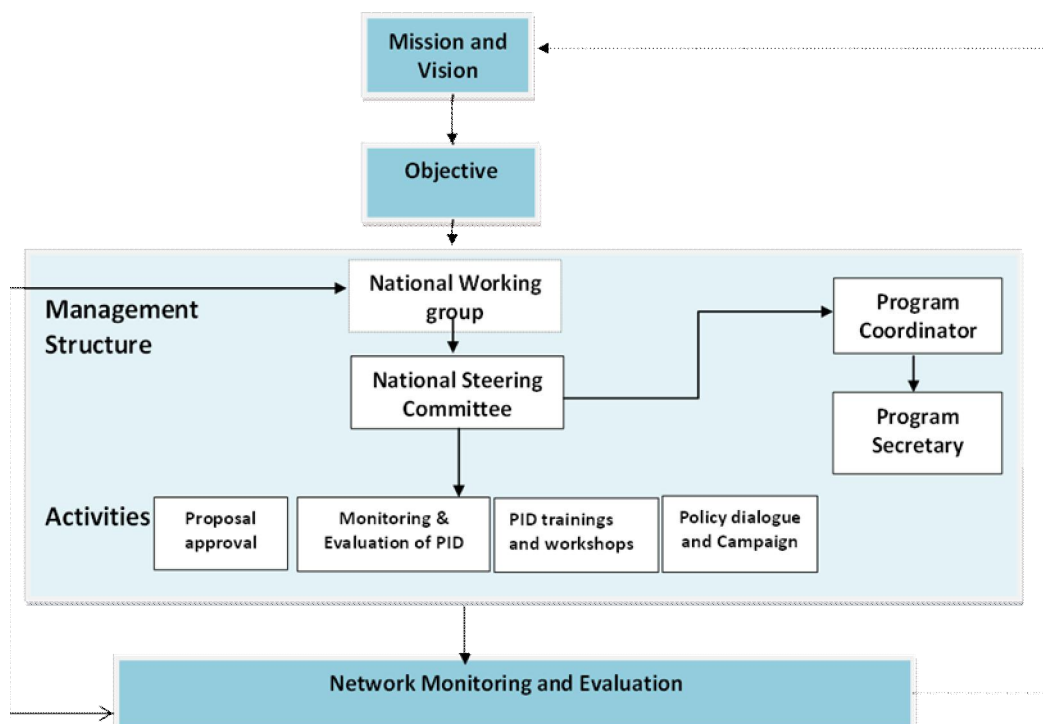 Mission and
Vision
Objective
Management
Structure
National Working
group
National Steering
Committee
Program
Coordinator
Program
Secretary
Activities
Proposal
approval
Monitoring &
Evaluation of PID
PID trainings
and workshops
Policy dialogue
and Campaign
Network Monitoring and Evaluation